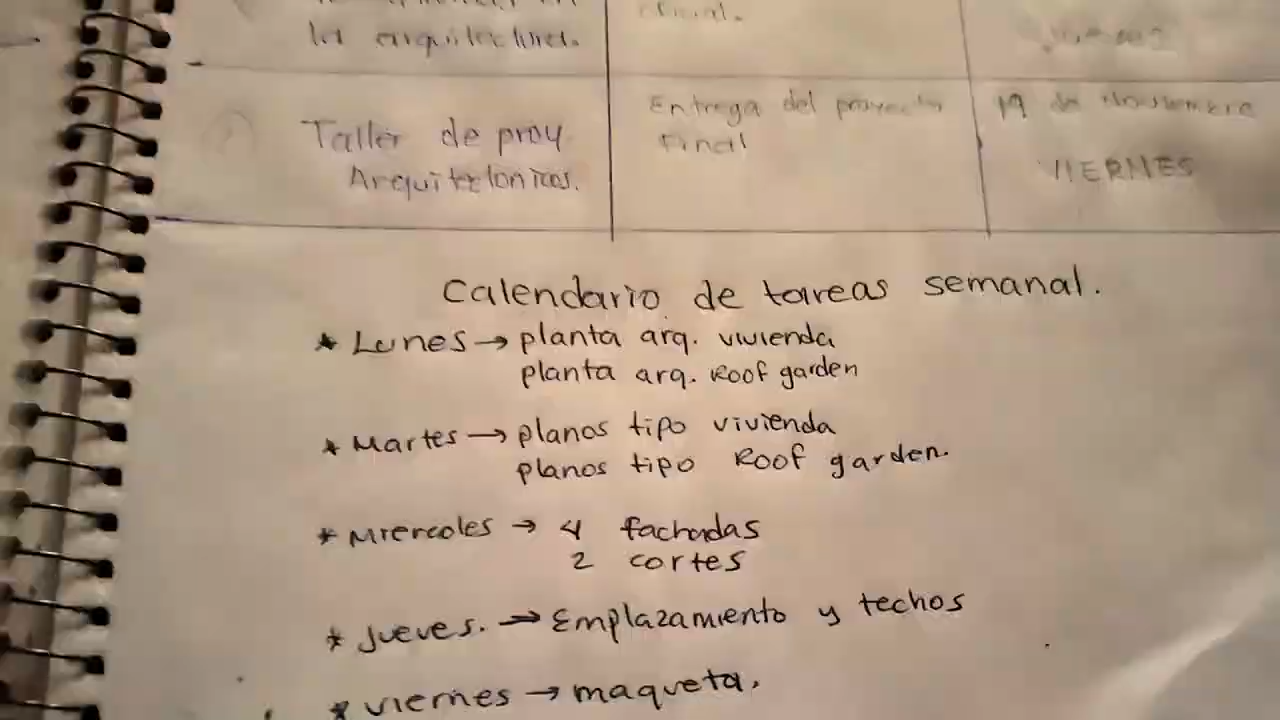 la arquitectura.
Taller de proy
Arquitectonicos.
Entrega del proyecto
Final
19 de Noviembre
VIERNES
Calendario de tareas semanal.
* Lunes → planta arq. vivienda
planta arq. Roof garden
* Martes → planos tipo vivienda
planos tipo Roof garden.
* Miercoles → 4 fachadas
2 cortes
* Jueves. → Emplazamiento y techos
* viernes → maqueta.